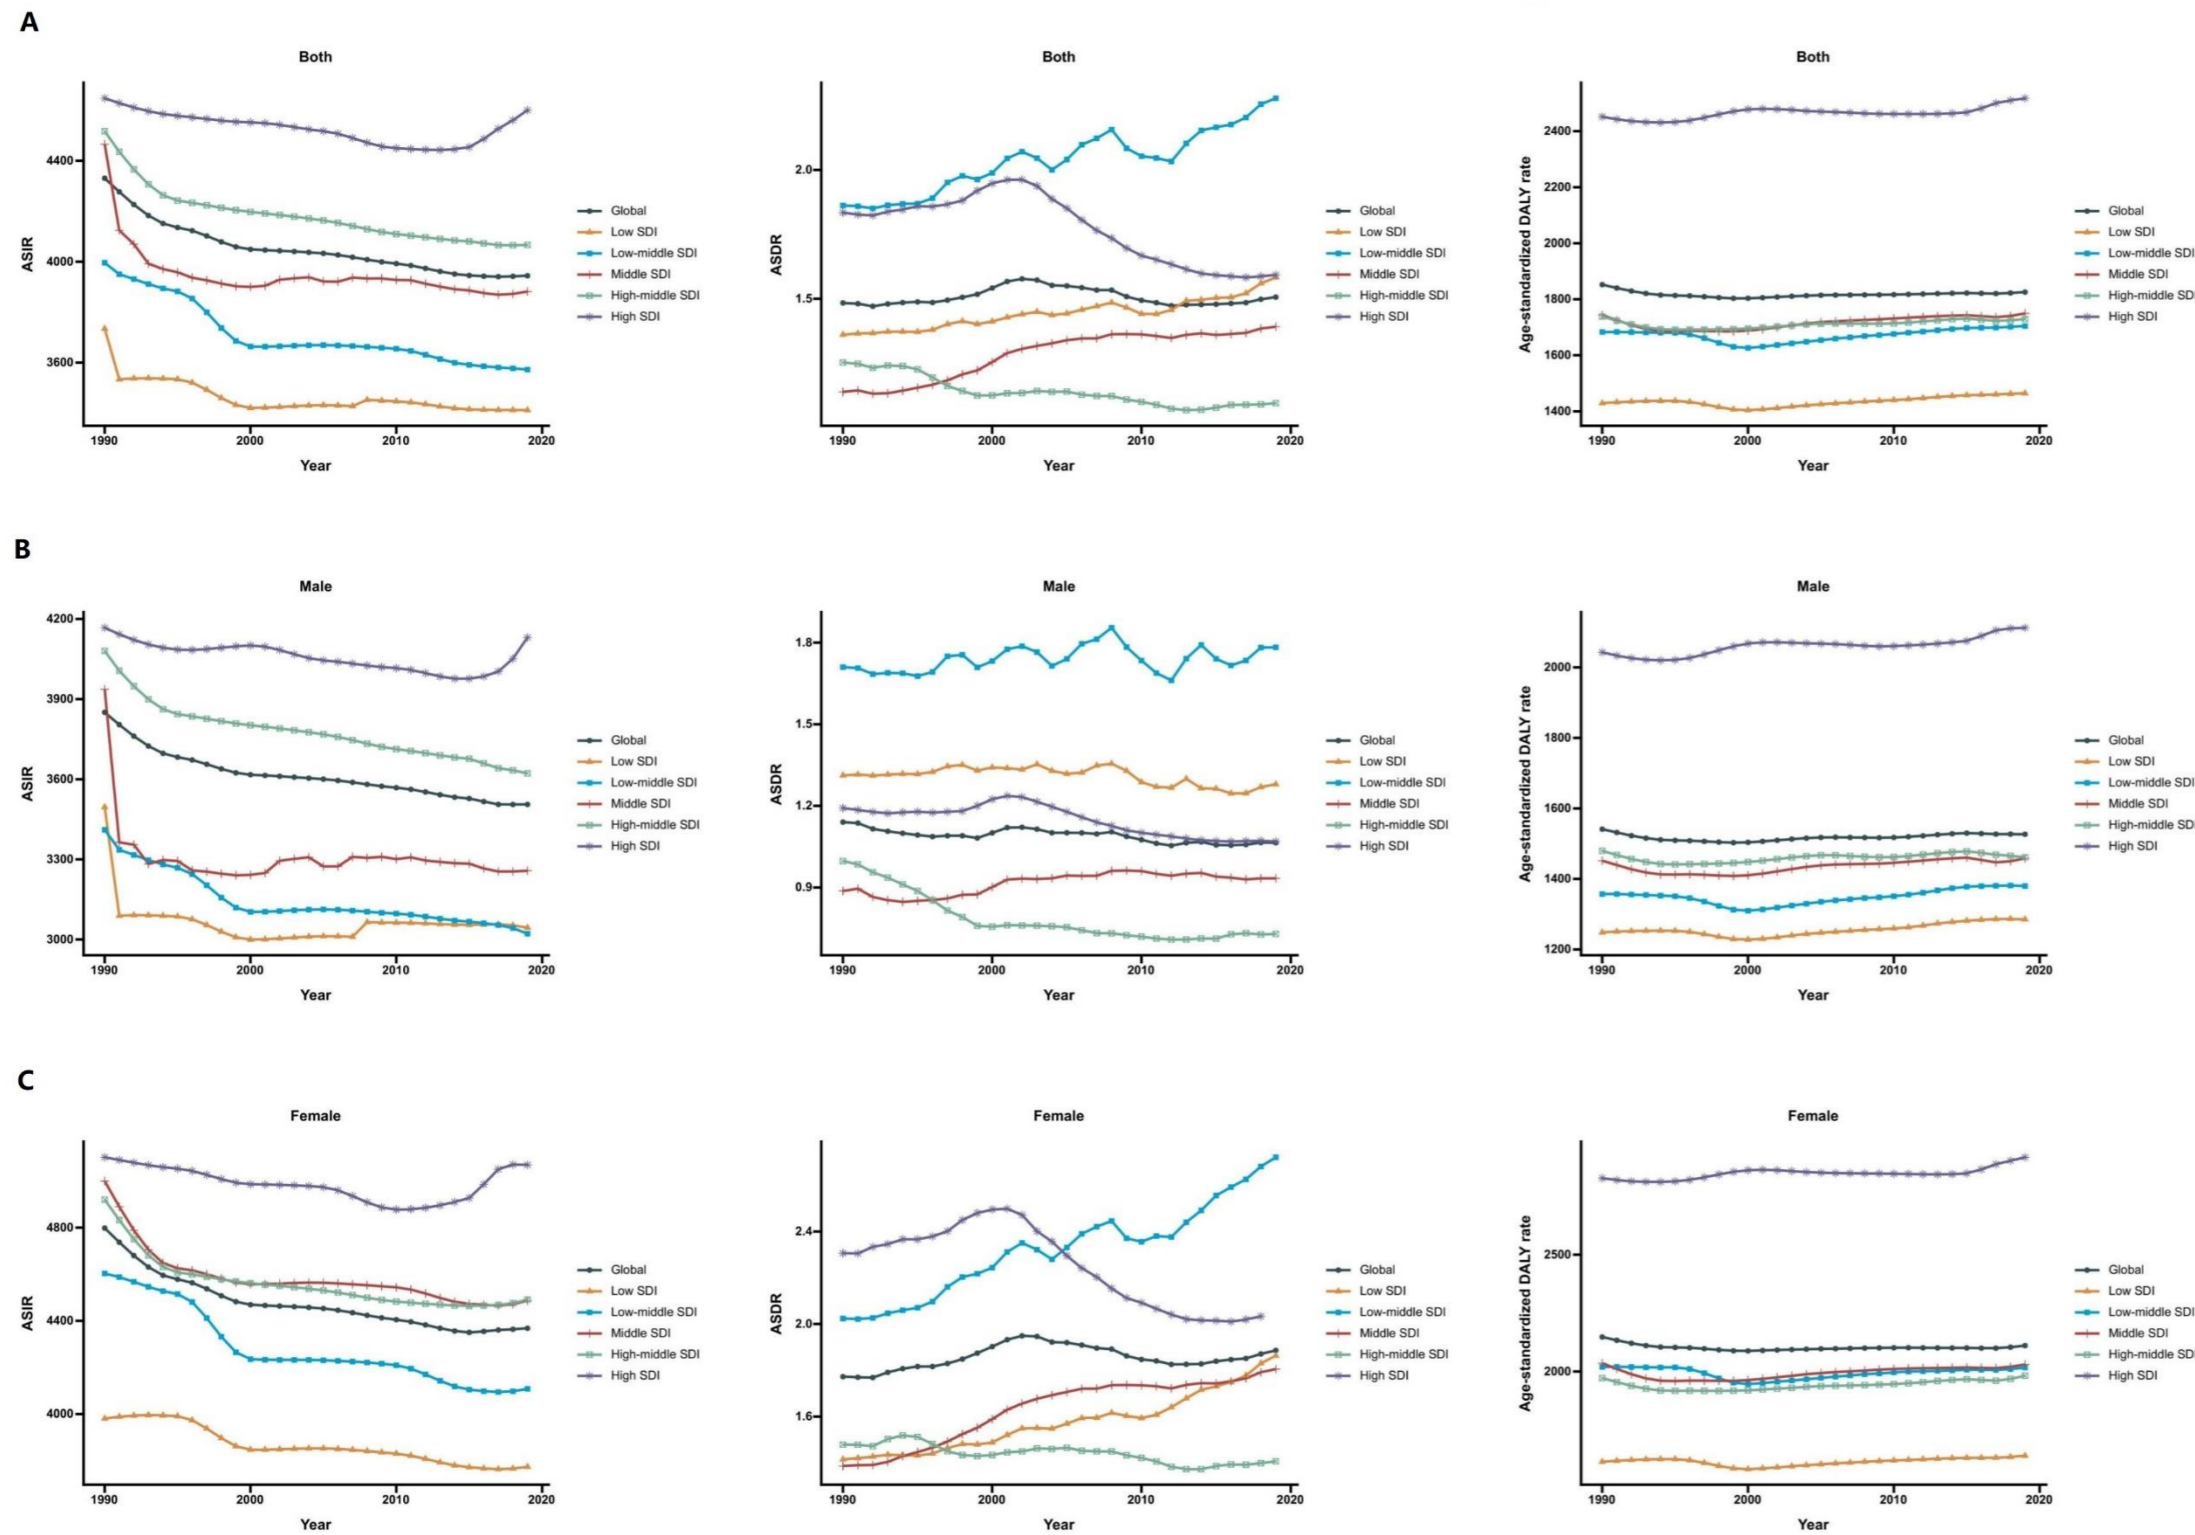 A
Both
Both
Both
ASIR
4400
4000
3600
1990
2000
2010
2020
Year
Global
Low SDI
Low-middle SDI
Middle SDI
High-middle SDI
High SDI
ASDR
2.0
1.5
1990
2000
2010
2020
Year
Global
Low SDI
Low-middle SDI
Middle SDI
High-middle SDI
High SDI
Age-standardized DALY rate
2400
2200
2000
1800
1600
1400
1990
2000
2010
2020
Year
Global
Low SDI
Low-middle SDI
Middle SDI
High-middle SDI
High SDI
B
Male
Male
Male
ASIR
4200
3900
3600
3300
3000
1990
2000
2010
2020
Year
Global
Low SDI
Low-middle SDI
Middle SDI
High-middle SDI
High SDI
ASDR
1.8
1.5
1.2
0.9
1990
2000
2010
2020
Year
Global
Low SDI
Low-middle SDI
Middle SDI
High-middle SDI
High SDI
Age-standardized DALY rate
2000
1800
1600
1400
1200
1990
2000
2010
2020
Year
Global
Low SDI
Low-middle SDI
Middle SDI
High-middle SDI
High SDI
C
Female
Female
Female
ASIR
4800
4400
4000
1990
2000
2010
2020
Year
Global
Low SDI
Low-middle SDI
Middle SDI
High-middle SDI
High SDI
ASDR
2.4
2.0
1.6
1990
2000
2010
2020
Year
Global
Low SDI
Low-middle SDI
Middle SDI
High-middle SDI
High SDI
Age-standardized DALY rate
2500
2000
1990
2000
2010
2020
Year
Global
Low SDI
Low-middle SDI
Middle SDI
High-middle SDI
High SDI